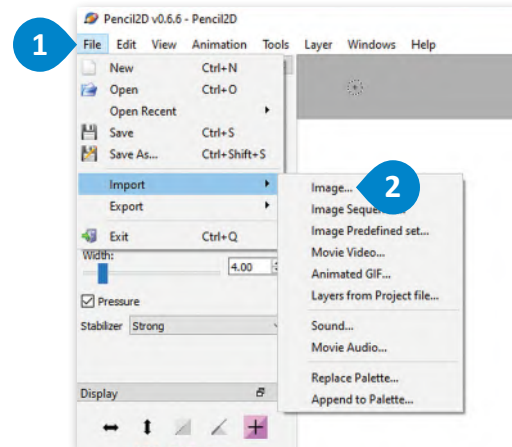 Pencil2D v0.6.6 - Pencil2D
1
File Edit View Animation Tools Layer Windows Help
New Ctrl+N
Open Ctrl+O
Open Recent
Save Ctrl+S
Save As... Ctrl+Shift+S
Import
Export
Exit Ctrl+Q
Image...
2
Image
Image Predefined set...
Movie Video...
Animated GIF...
Layers from Project file...
Sound...
Movie Audio...
Replace Palette...
Append to Palette...
Width:
4.00
Pressure
Stabilizer Strong
Display